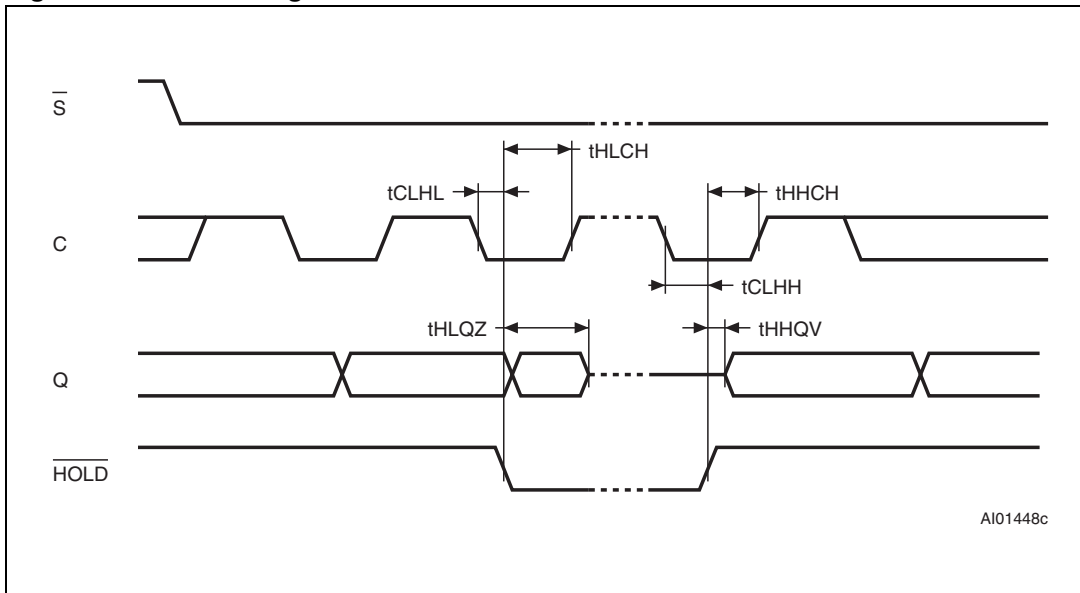 S
tHLCH
tCLHL
tHHCH
C
tCLHH
tHLQZ
tHHQV
Q
HOLD
AI01448c